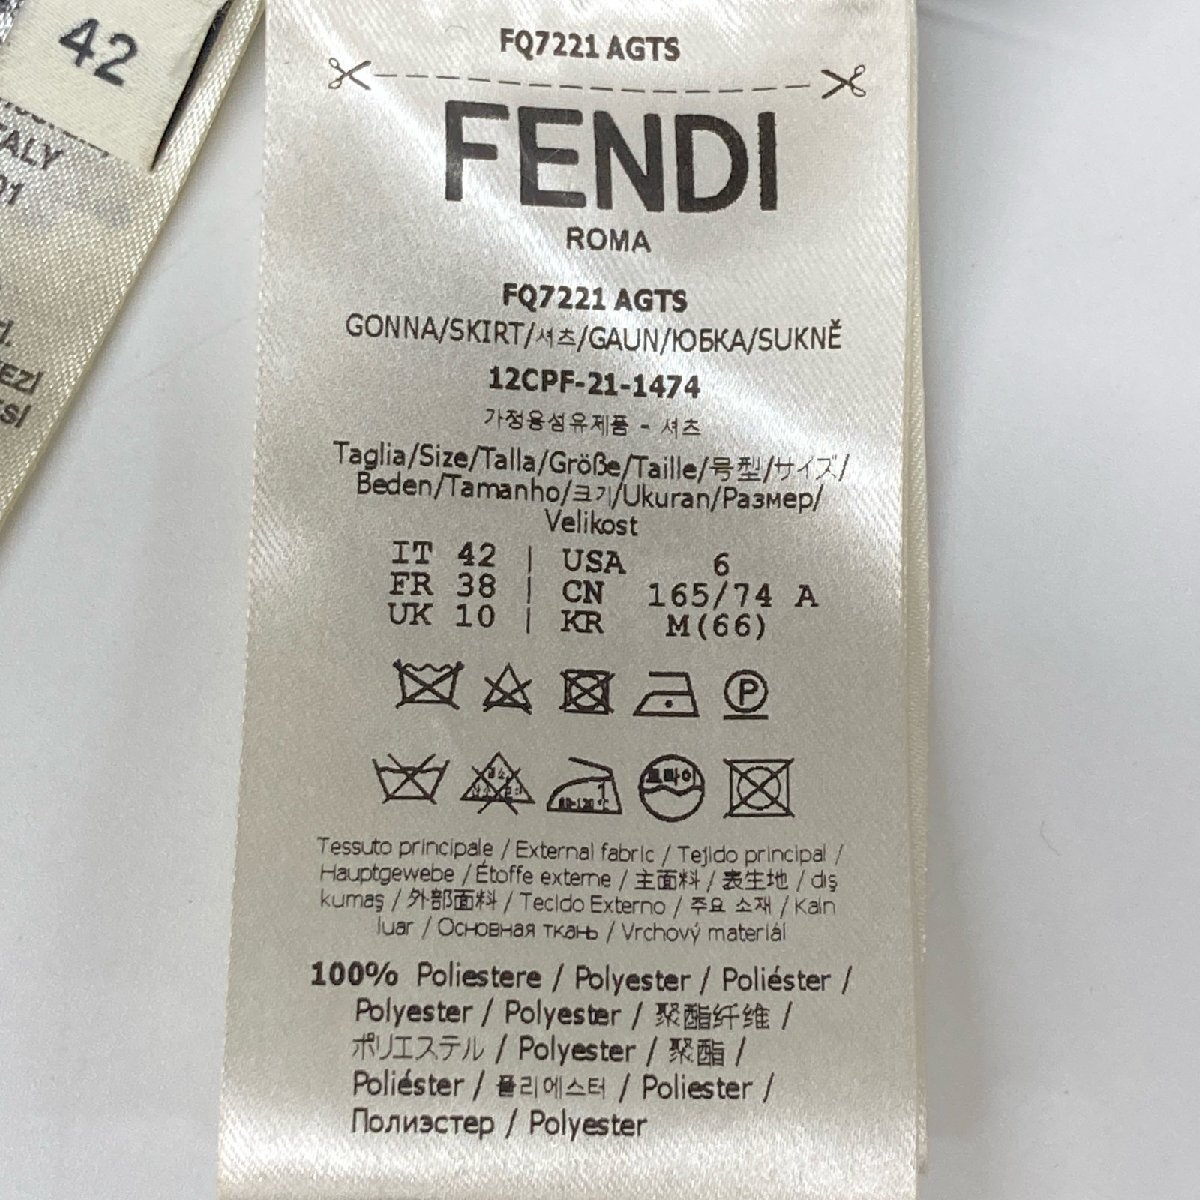 42
TALY
01
EZI
FQ7221 AGTS
FENDI
ROMA
FQ7221 AGTS
GONNA/SKIRT/셔츠/GAUN/ЮБКА/SUKNĚ
12CPF-21-1474
가정용섬유제품 - 셔츠
Taglia/Size/Talla/Größe/Taille/号型/サイズ/
Beden/Tamanho/크기/Ukuran/Размер/
Velikost
IT 42 | USA 6
FR 38 | CN 165/74 A
UK 10 | KR M(66)
P
드라이
Tessuto principale / External fabric / Tejido principal /
Hauptgewebe / Étoffe externe / 主面料 / 表生地 / dış
kumaş / 外部面料 / Tecido Externo / 주요 소재 / Kain
luar / Основная ткань / Vrchový materiál
100% Poliestere / Polyester / Poliéster /
Polyester / Polyester / 聚酯纤维 /
ポリエステル / Polyester / 聚酯 /
Poliéster / 폴리에스터 / Poliester /
Полиэстер / Polyester